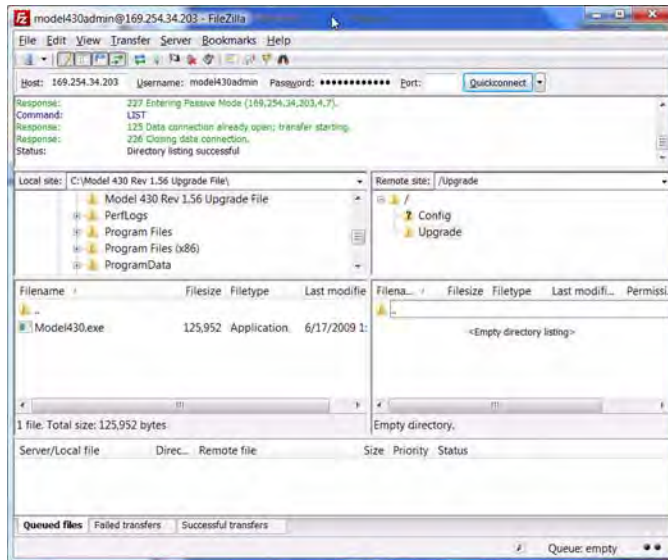 model430admin@169.254.34.203 - FileZilla
File Edit View Transfer Server Bookmarks Help
Host: 169.254.34.203 Username: model430admin Password: ●●●●●●●●●●●● Port: Quickconnect
Response: 227 Entering Passive Mode (169,254,34,203,4,7).
Command: LIST
Response: 125 Data connection already open; transfer starting.
Response: 226 Closing data connection.
Status: Directory listing successful
Local site: C:\Model 430 Rev 1.56 Upgrade File\ Remote site: /Upgrade
Model 430 Rev 1.56 Upgrade File /
PerfLogs ? Config
Program Files Upgrade
Program Files (x86)
ProgramData
Filename Filesize Filetype Last modifie Filena... Filesize Filetype Last modifi... Permissi
.. ..
Model430.exe 125,952 Application 6/17/2009 1: <Empty directory listing>
1 file. Total size: 125,952 bytes Empty directory.
Server/Local file Direc... Remote file Size Priority Status
Queued files Failed transfers Successful transfers
Queue: empty